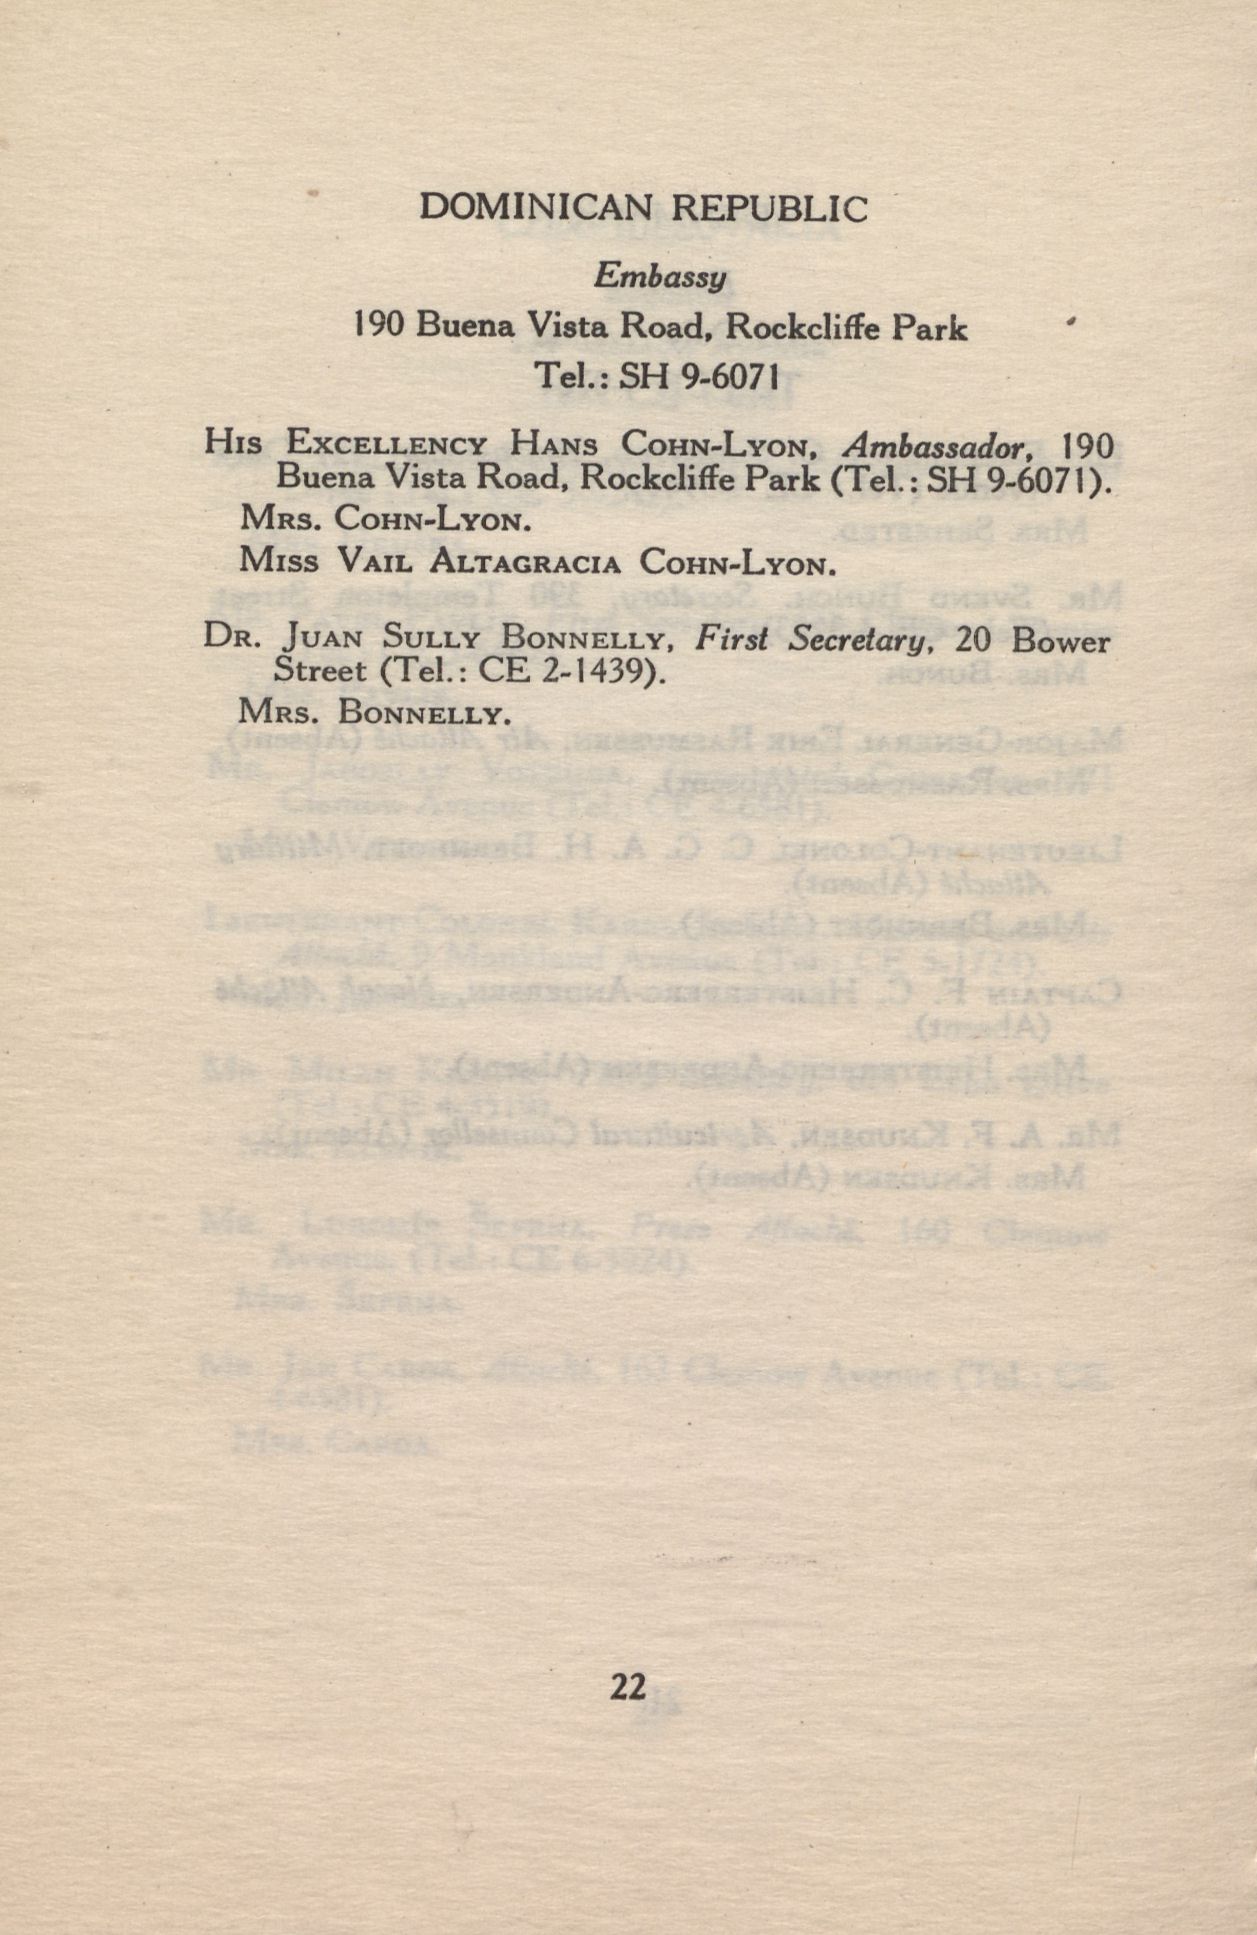 DOMINICAN REPUBLIC
Embassy
190 Buena Vista Road, Rockcliffe Park
Tel.: SH 9-6071
HIS EXCELLENCY HANS COHN-LYON, Ambassador, 190
Buena Vista Road, Rockcliffe Park (Tel.: SH 9-6071).
MRS. COHN-LYON.
MISS VAIL ALTAGRACIA COHN-LYON.
DR. JUAN SULLY BONNELLY, First Secretary, 20 Bower
Street (Tel.: CE 2-1439).
MRS. BONNELLY.
22